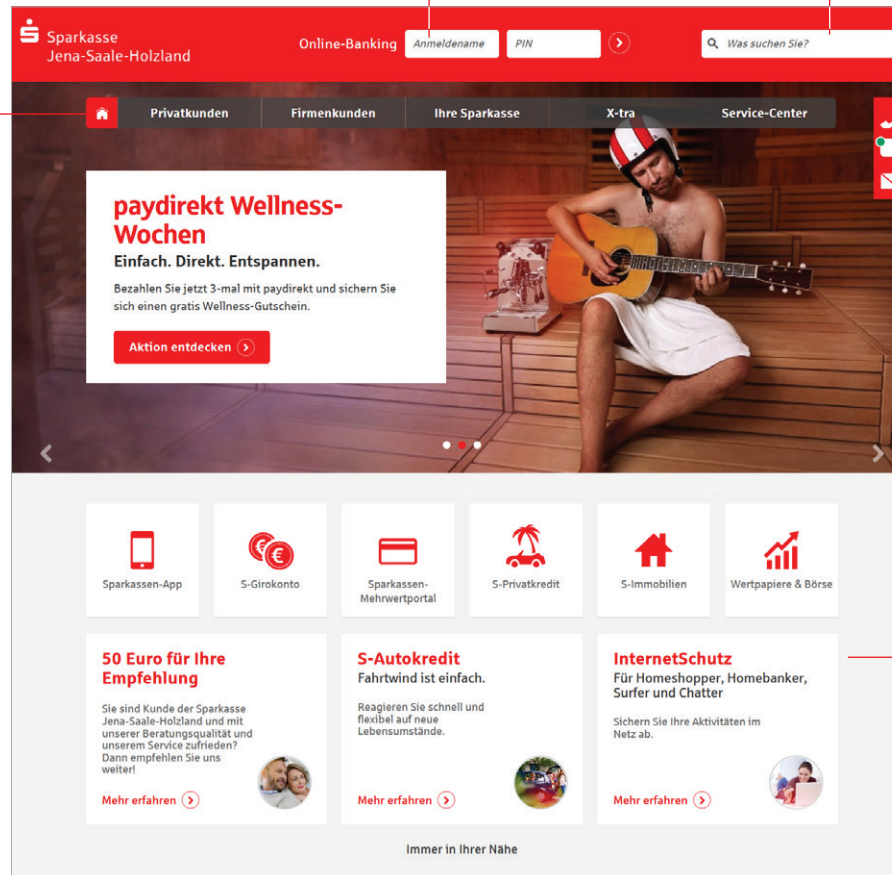 Sparkasse
Jena-Saale-Holzland
Online-Banking Anmeldename PIN
Was suchen Sie?
Privatkunden Firmenkunden Ihre Sparkasse X-tra Service-Center
paydirekt Wellness-
Wochen
Einfach. Direkt. Entspannen.
Bezahlen Sie jetzt 3-mal mit paydirekt und sichern Sie
sich einen gratis Wellness-Gutschein.
Aktion entdecken
Sparkassen-App
S-Girokonto
Sparkassen-
Mehrwertportal
S-Privatkredit
S-Immobilien
Wertpapiere & Börse
50 Euro für Ihre
Empfehlung
Sie sind Kunde der Sparkasse
Jena-Saale-Holzland und mit
unserer Beratungsqualität und
unserem Service zufrieden?
Dann empfehlen Sie uns
weiter!
Mehr erfahren
S-Autokredit
Fahrtwind ist einfach.
Reagieren Sie schnell und
flexibel auf neue
Lebensumstände.
Mehr erfahren
InternetSchutz
Für Homeshopper, Homebanker,
Surfer und Chatter
Sichern Sie Ihre Aktivitäten im
Netz ab.
Mehr erfahren
Immer in Ihrer Nähe